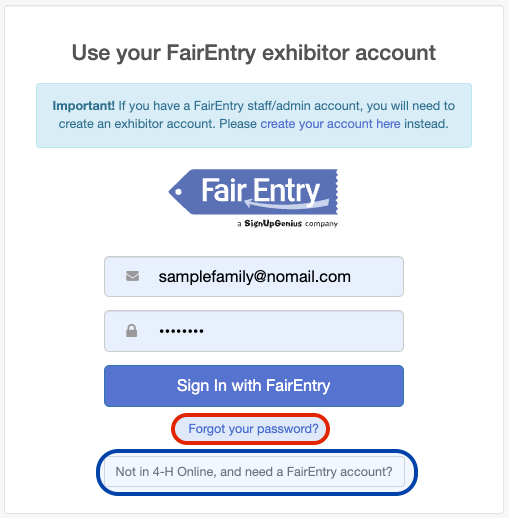 Use your FairEntry exhibitor account
Important! If you have a FairEntry staff/admin account, you will need to
create an exhibitor account. Please create your account here instead.
Fair Entry
a SignUpGenius company
samplefamily@nomail.com
••••••••
Sign In with FairEntry
Forgot your password?
Not in 4-H Online, and need a FairEntry account?